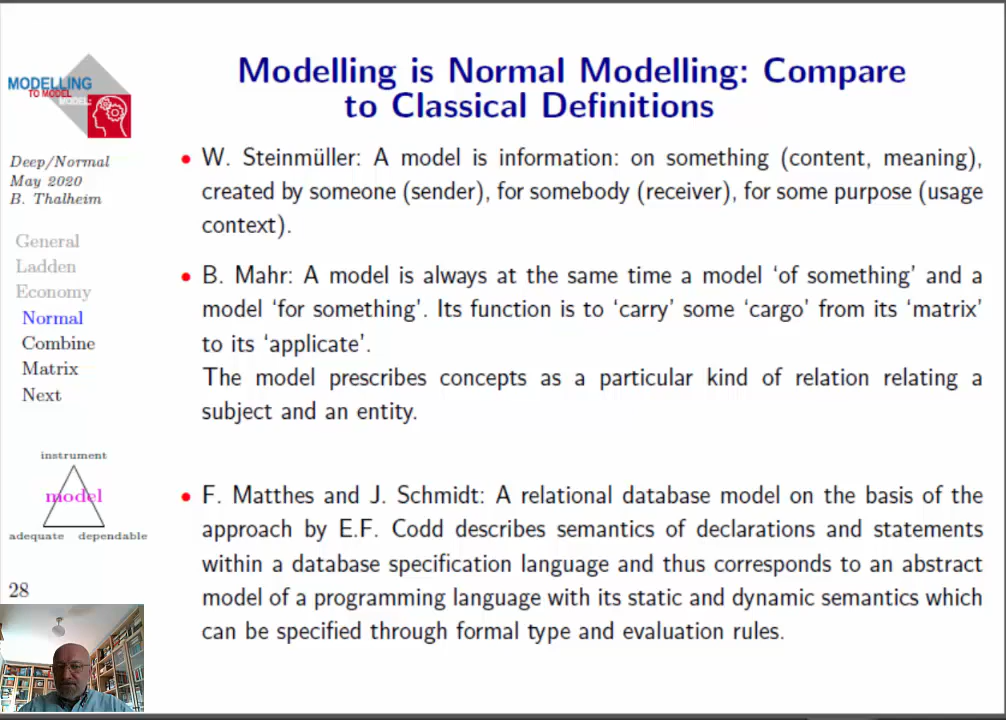 Modelling is Normal Modelling: Compare
to Classical Definitions
MODELLING
TO MODEL
MODEL:
Deep/Normal
May 2020
B. Thalheim
General
Ladden
Economy
Normal
Combine
Matrix
Next
instrument
model
adequate dependable
28
• W. Steinmüller: A model is information: on something (content, meaning),
created by someone (sender), for somebody (receiver), for some purpose (usage
context).
• B. Mahr: A model is always at the same time a model ‘of something’ and a
model ‘for something’. Its function is to ‘carry’ some ‘cargo’ from its ‘matrix’
to its ‘applicate’.
The model prescribes concepts as a particular kind of relation relating a
subject and an entity.
• F. Matthes and J. Schmidt: A relational database model on the basis of the
approach by E.F. Codd describes semantics of declarations and statements
within a database specification language and thus corresponds to an abstract
model of a programming language with its static and dynamic semantics which
can be specified through formal type and evaluation rules.